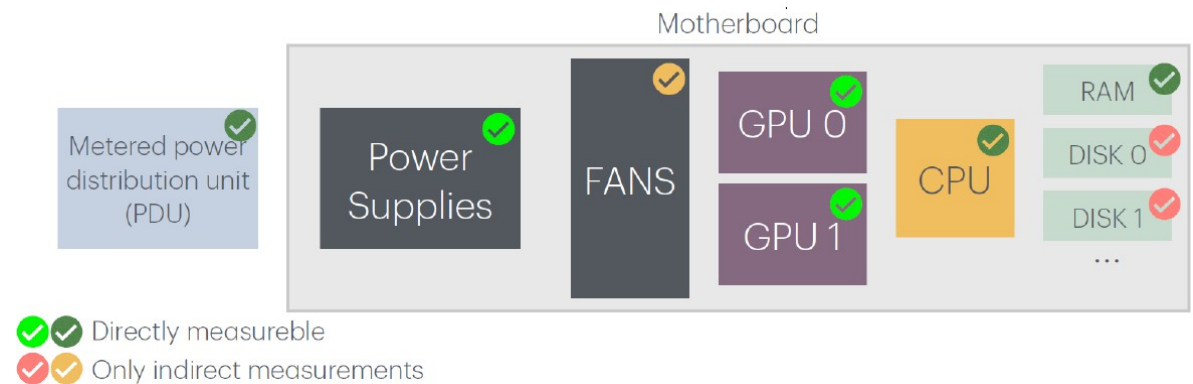 Motherboard
Metered power
distribution unit
(PDU)
Power
Supplies
FANS
GPU 0
GPU 1
CPU
RAM
DISK 0
DISK 1
...
Directly measureble
Only indirect measurements